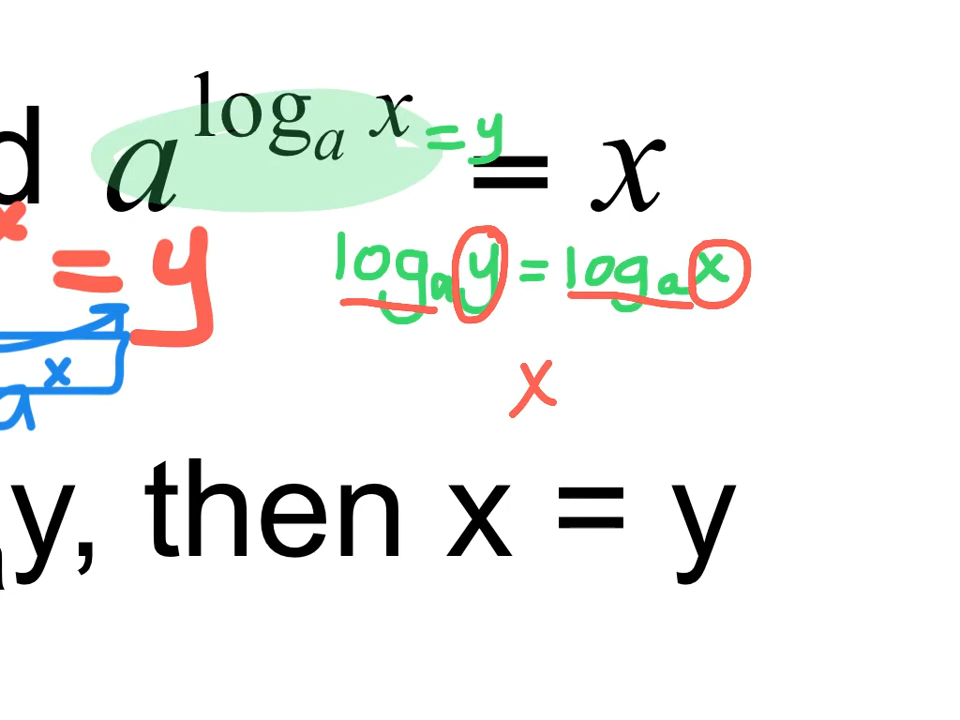 d a^{log_a x} = y = x
x = y log_a y = log_a x
a^x x
y, then x = y